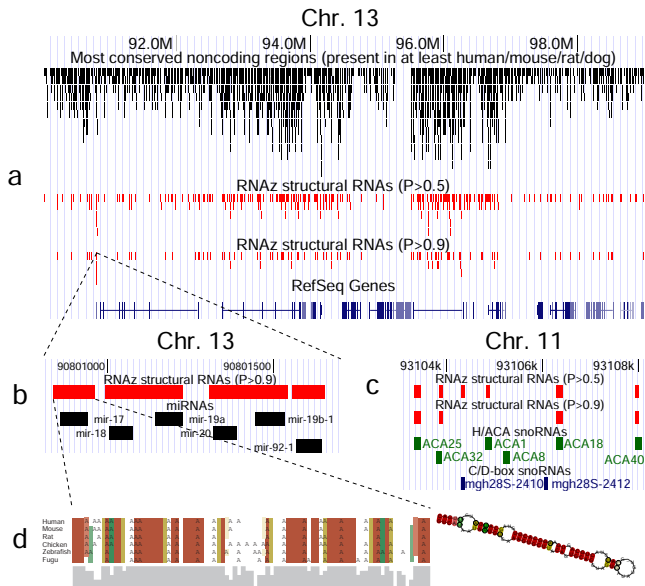 Chr. 13
92.0M 94.0M 96.0M 98.0M
Most conserved noncoding regions (present in at least human/mouse/rat/dog)
a
RNAz structural RNAs (P>0.5)
RNAz structural RNAs (P>0.9)
RefSeq Genes
Chr. 13
90801000 90801500
RNAz structural RNAs (P>0.9)
b
miRNAs
mir-17 mir-19a mir-19b-1
mir-18 mir-20
mir-92-1
Chr. 11
93104k 93106k 93108k
RNAz structural RNAs (P>0.5)
c
RNAz structural RNAs (P>0.9)
H/ACA snoRNAs
ACA25 ACA1 ACA18
ACA32 ACA8 ACA40
C/D-box snoRNAs
mgh28S-2410 mgh28S-2412
d
Human
Mouse
Rat
Chicken
Zebrafish
Fugu